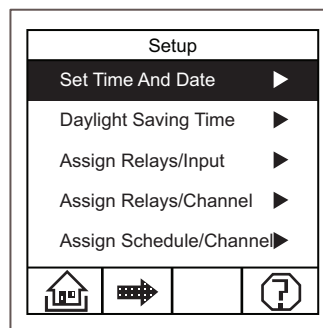 Setup
Set Time And Date
Daylight Saving Time
Assign Relays/Input
Assign Relays/Channel
Assign Schedule/Channel
?